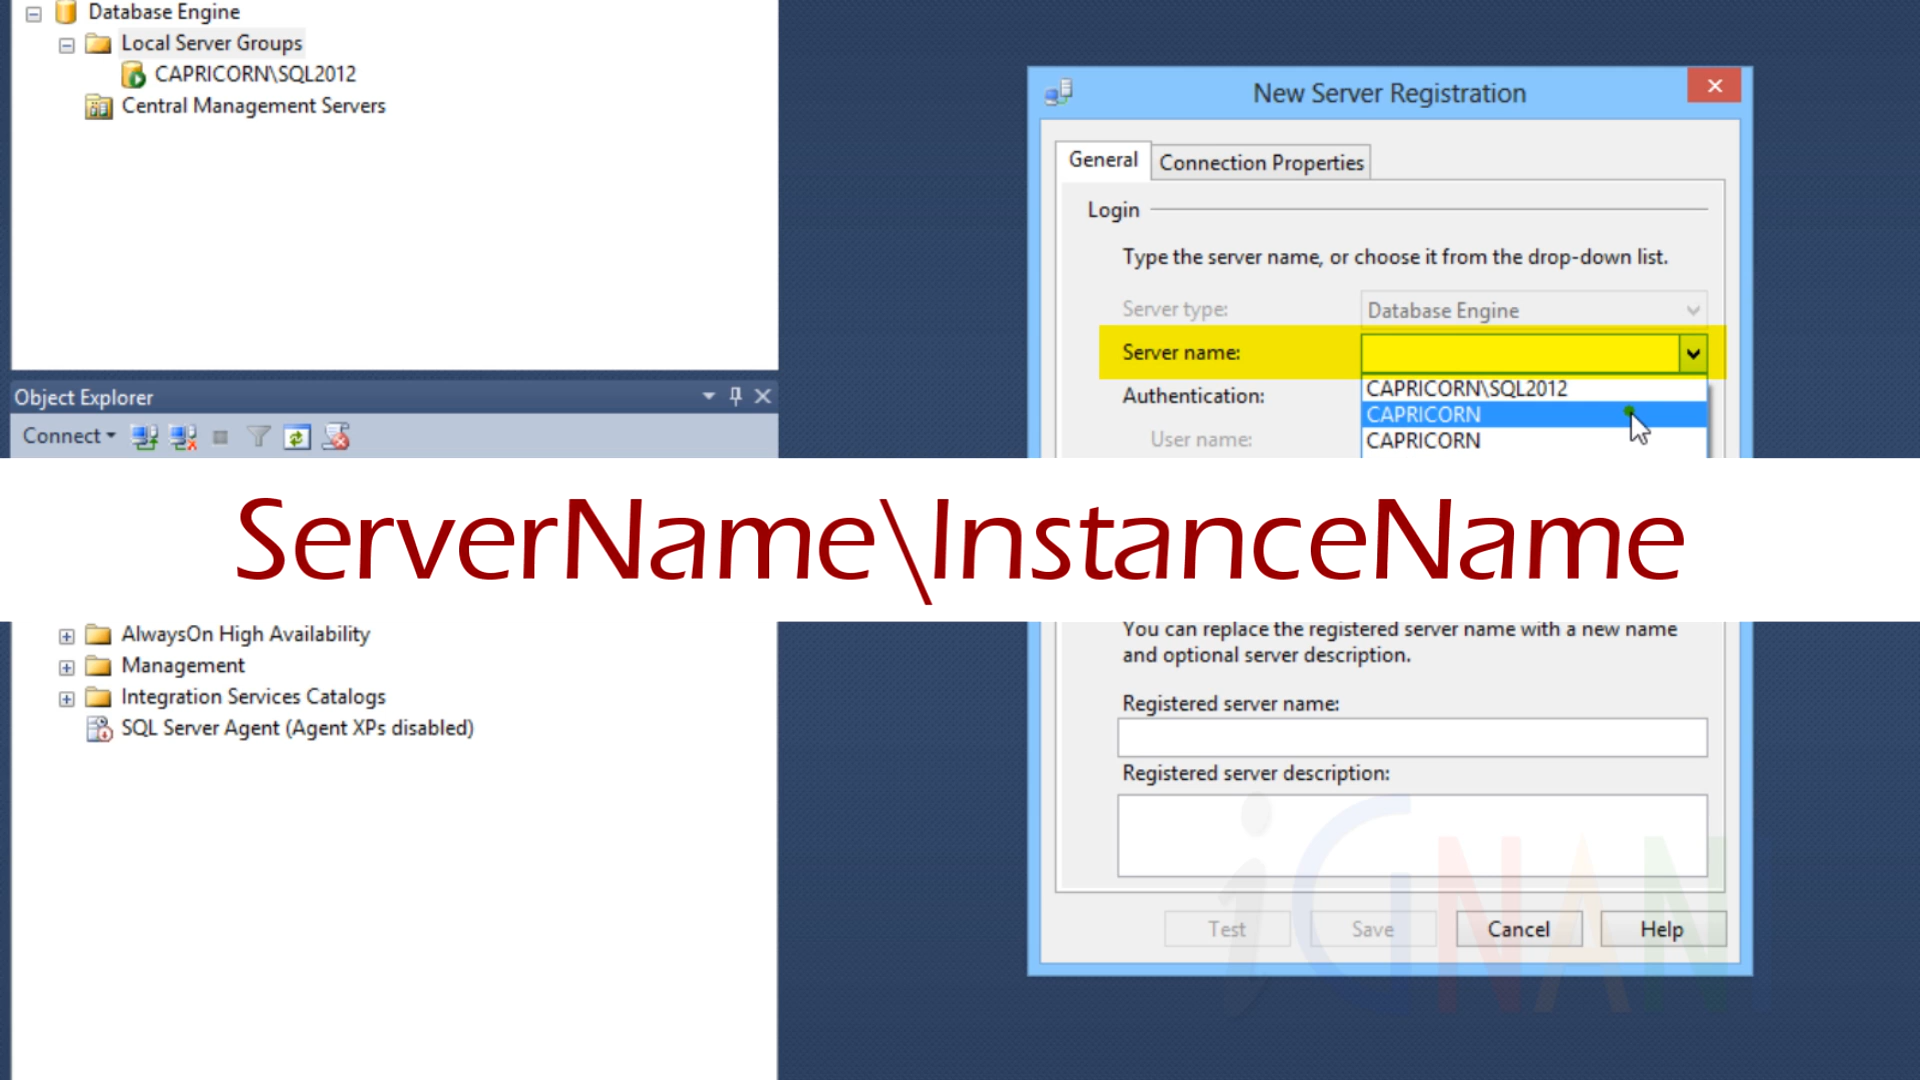 Database Engine
Local Server Groups
CAPRICORN\SQL2012
Central Management Servers
Object Explorer
Connect
New Server Registration
General
Connection Properties
Login
Type the server name, or choose it from the drop-down list.
Server type:
Database Engine
Server name:
CAPRICORN\SQL2012
Authentication:
CAPRICORN
User name:
CAPRICORN
ServerName\InstanceName
AlwaysOn High Availability
Management
Integration Services Catalogs
SQL Server Agent (Agent XPs disabled)
You can replace the registered server name with a new name
and optional server description.
Registered server name:
Registered server description:
Test
Save
Cancel
Help
iGNANI